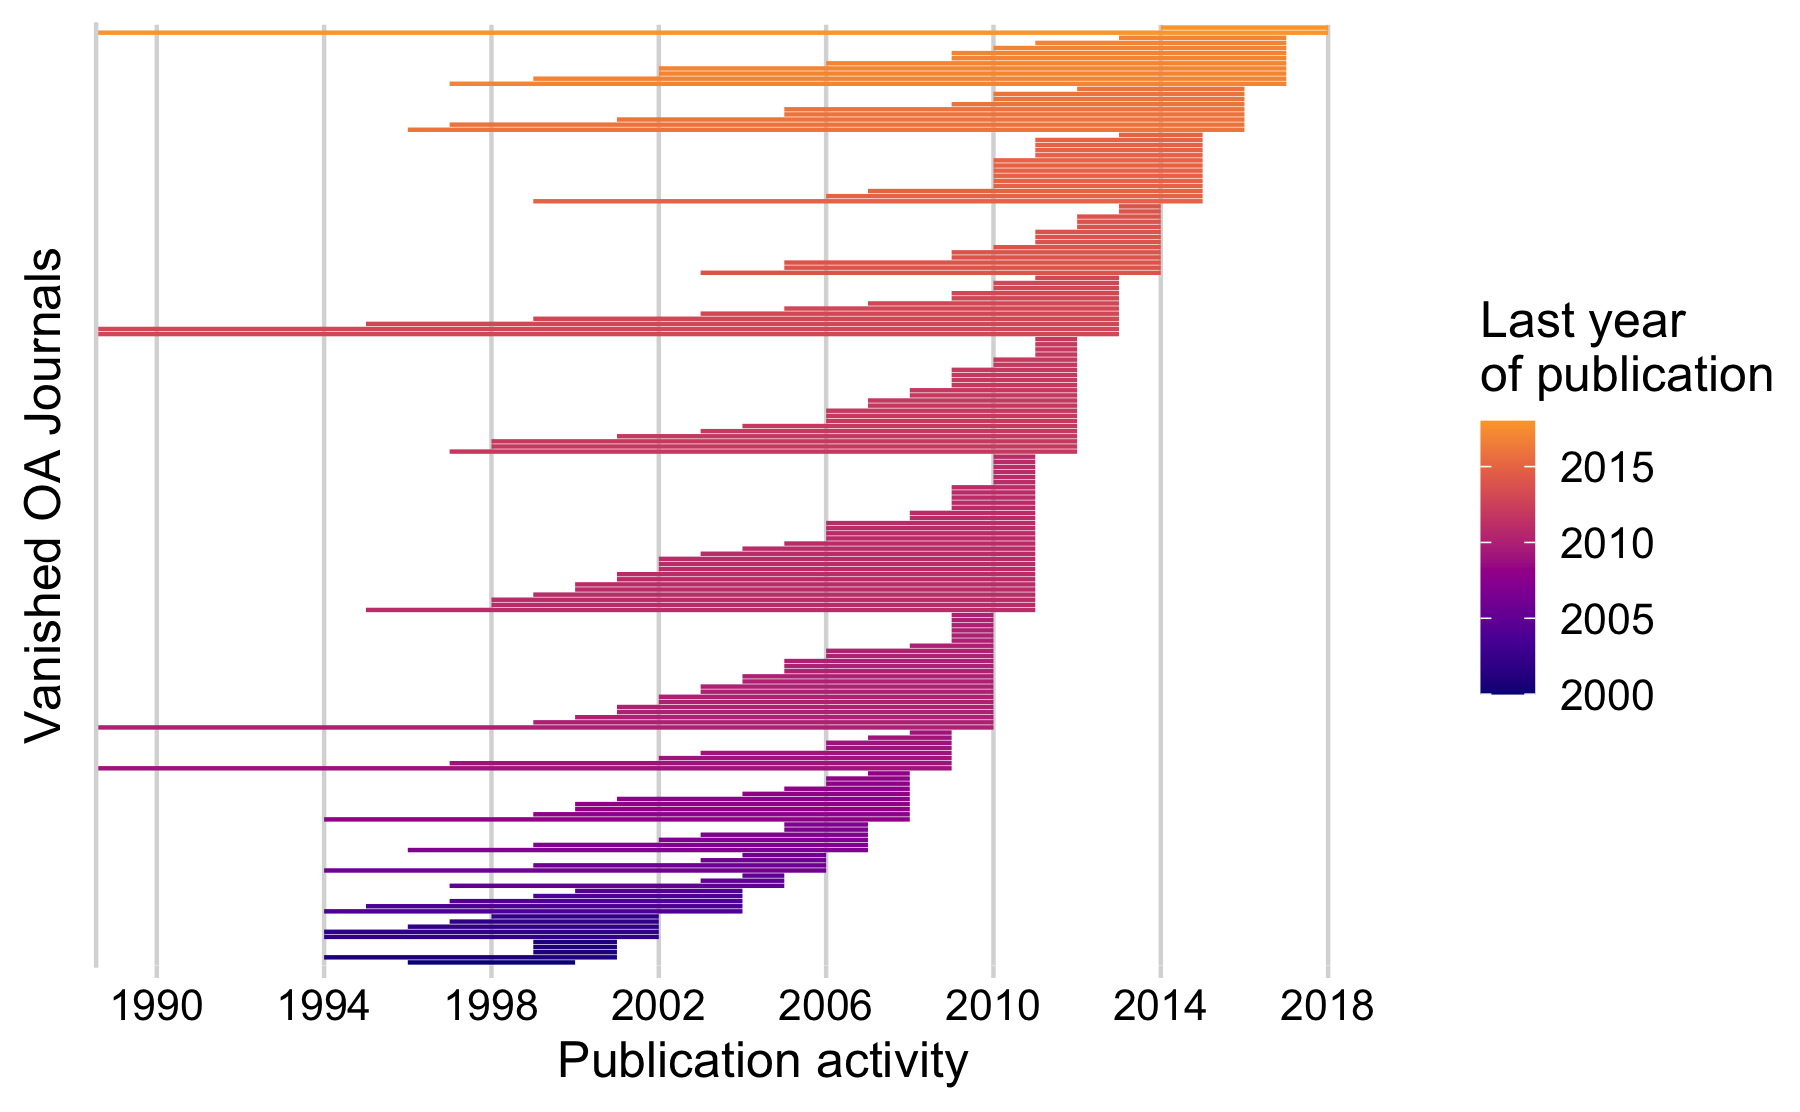 Vanished OA Journals
1990 1994 1998 2002 2006 2010 2014 2018
Publication activity
Last year
of publication
2015
2010
2005
2000